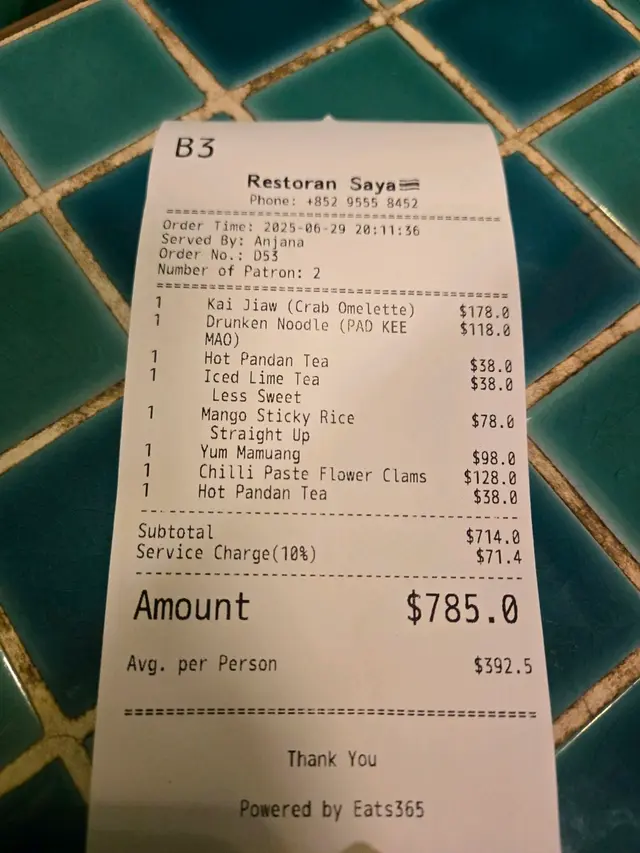 B3
Restoran Saya
Phone: +852 9555 8452
================================================
Order Time: 2025-06-29 20:11:36
Served By: Anjana
Order No.: D53
Number of Patron: 2
================================================
1 Kai Jiaw (Crab Omelette) $178.0
1 Drunken Noodle (PAD KEE $118.0
MAO)
1 Hot Pandan Tea $38.0
1 Iced Lime Tea $38.0
Less Sweet
1 Mango Sticky Rice $78.0
Straight Up
1 Yum Mamuang $98.0
1 Chilli Paste Flower Clams $128.0
1 Hot Pandan Tea $38.0
------------------------------------------------
Subtotal $714.0
Service Charge(10%) $71.4
------------------------------------------------
Amount $785.0
Avg. per Person $392.5
================================================
Thank You
Powered by Eats365